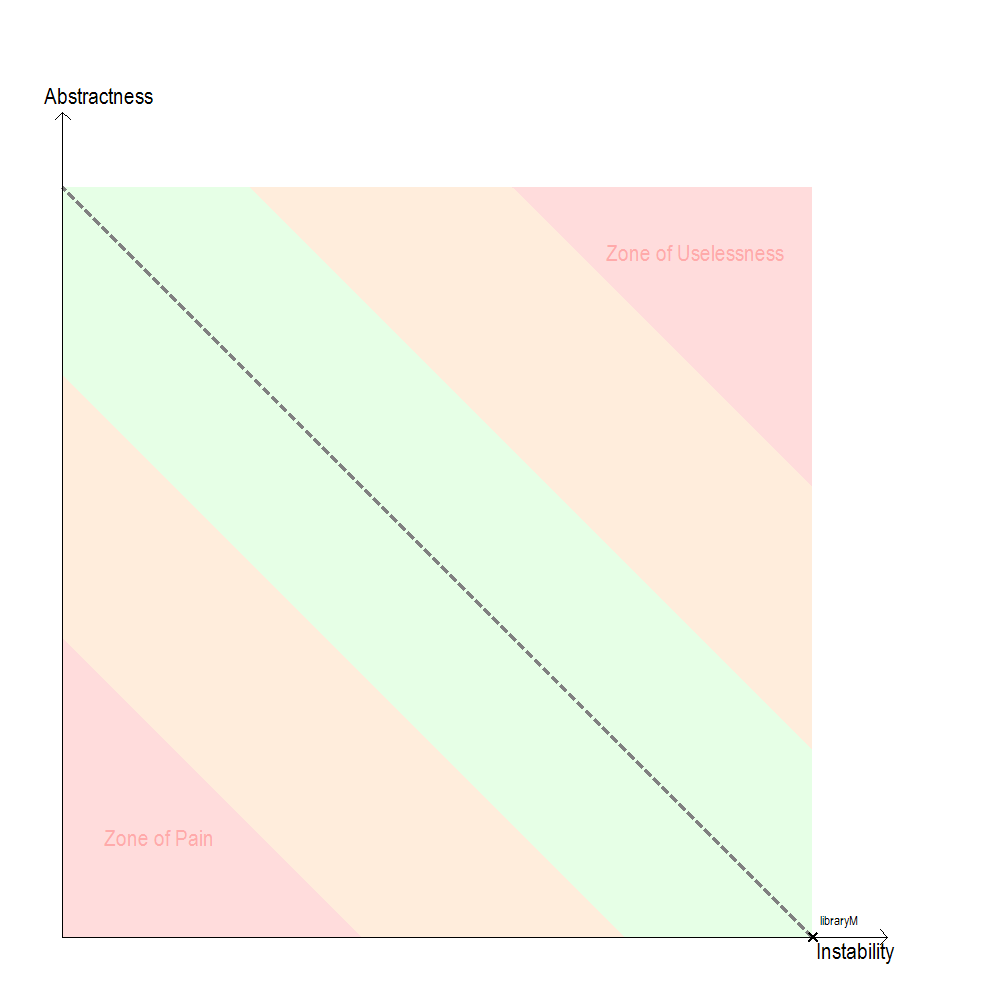 Abstractness
Zone of Uselessness
Zone of Pain
libraryM
Instability